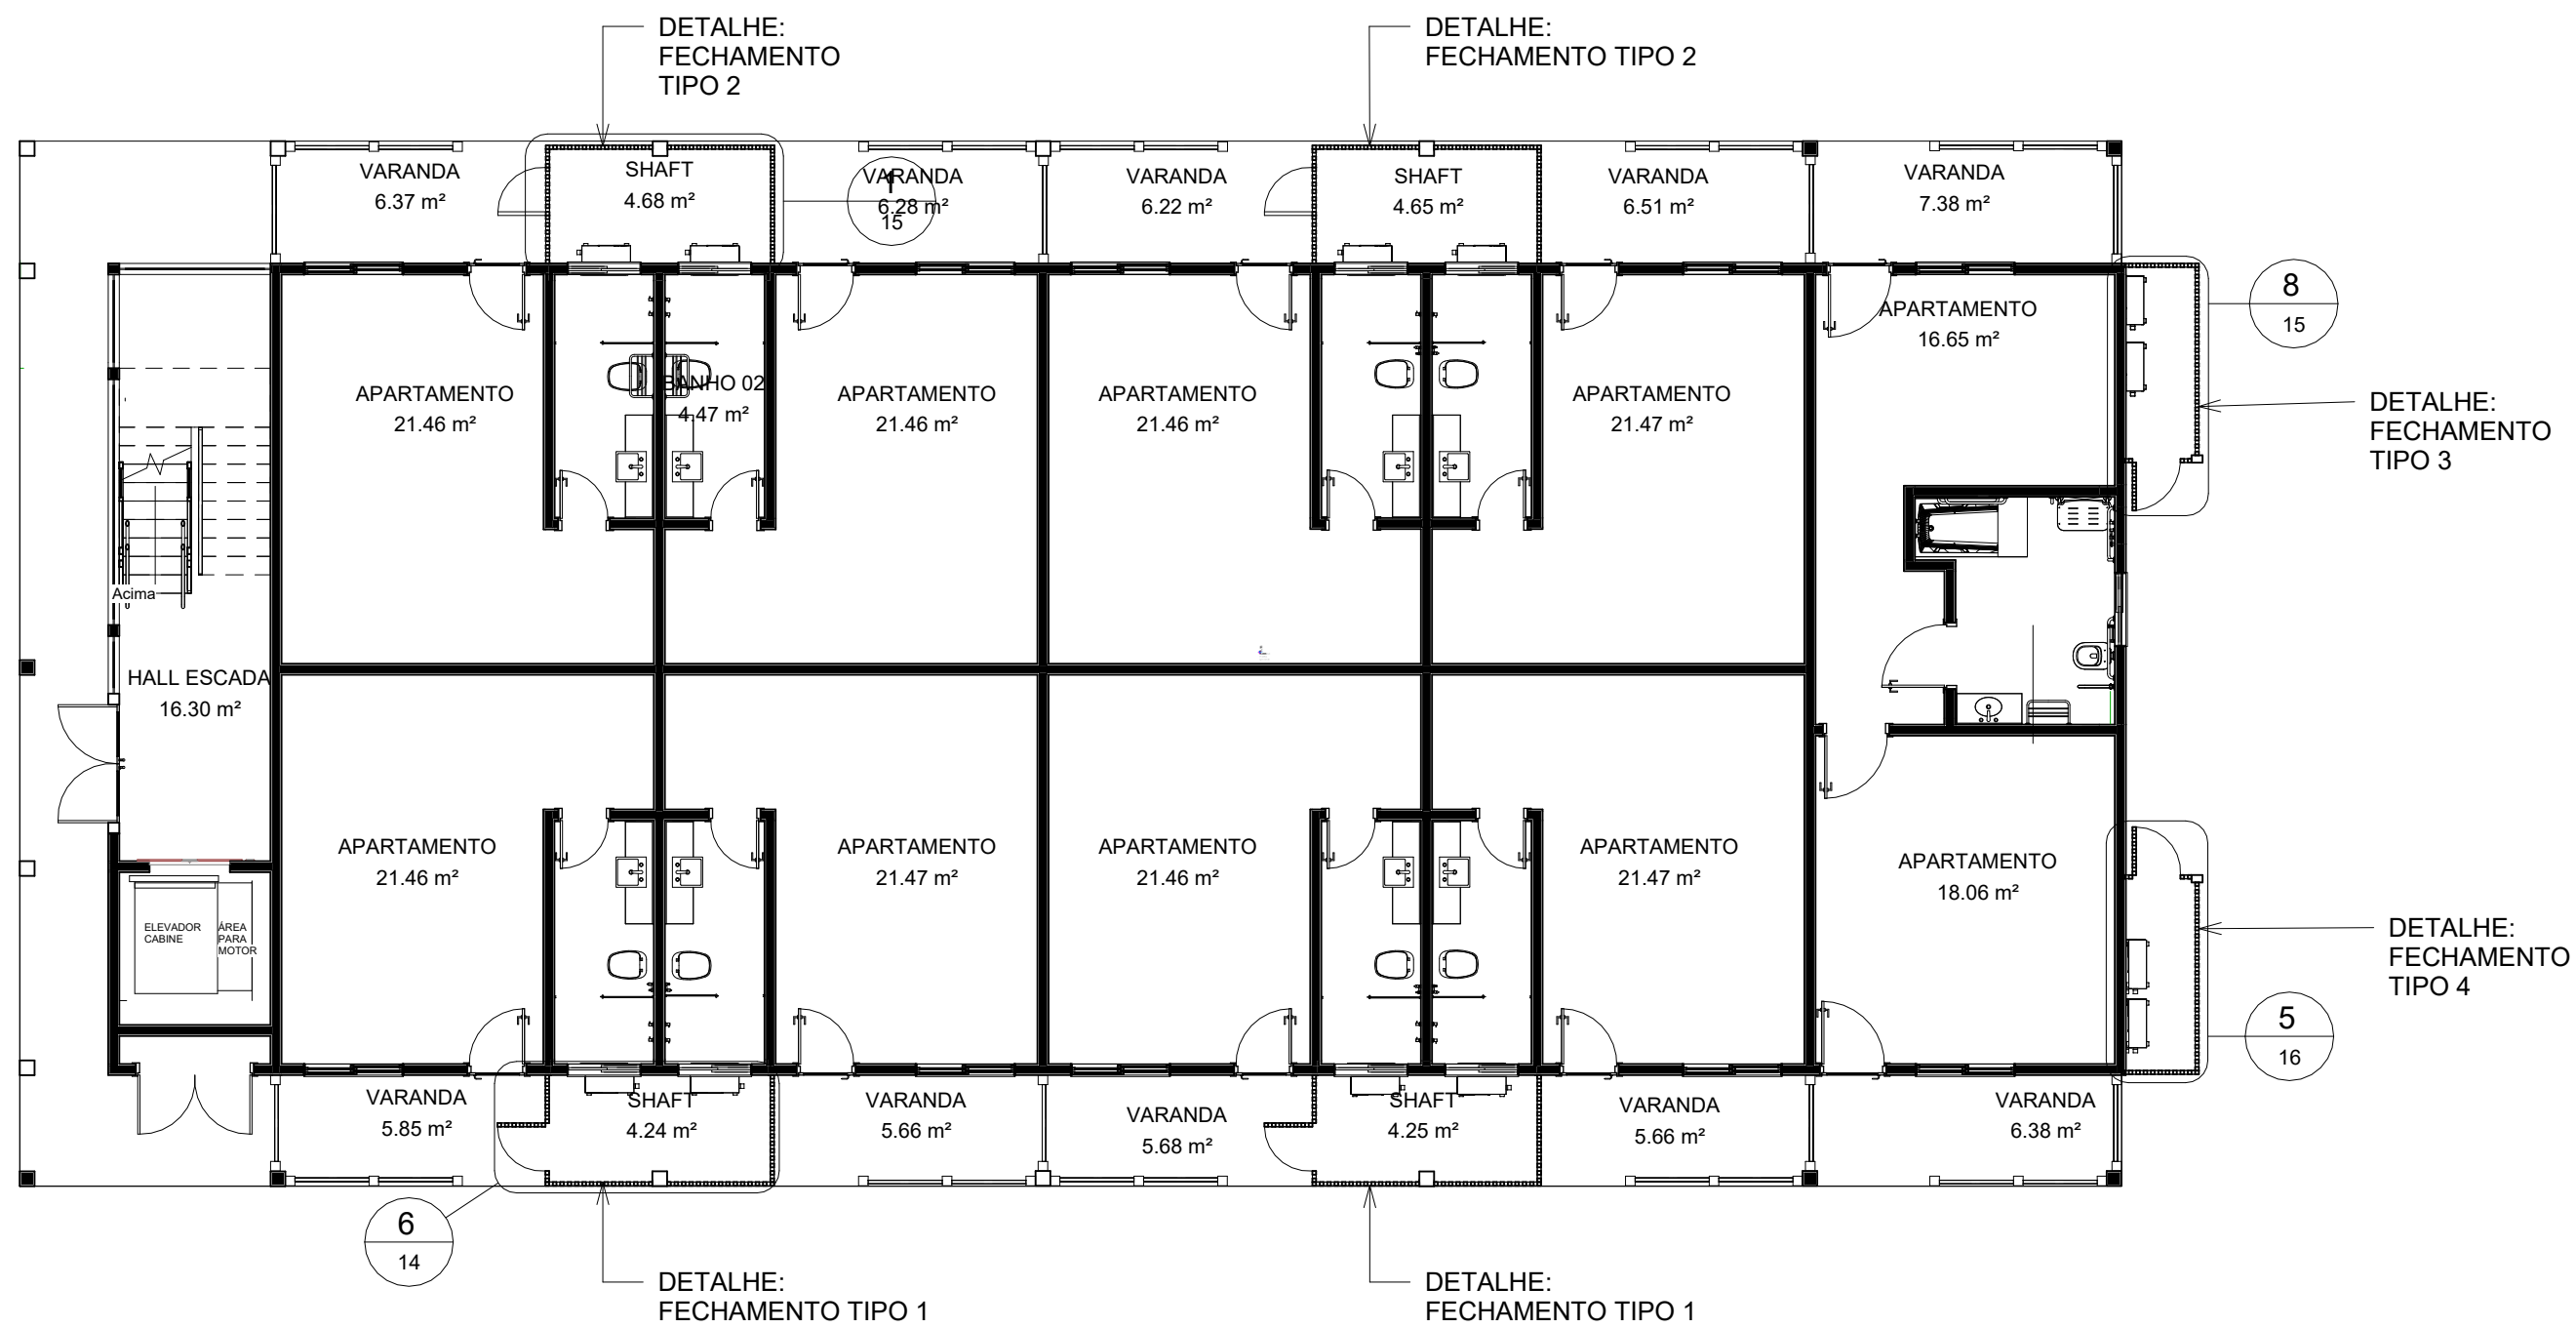 DETALHE:
FECHAMENTO
TIPO 2
DETALHE:
FECHAMENTO TIPO 2
VARANDA
6.37 m²
SHAFT
4.68 m²
VARANDA
6.28 m²
1
15
VARANDA
6.22 m²
SHAFT
4.65 m²
VARANDA
6.51 m²
VARANDA
7.38 m²
8
15
APARTAMENTO
16.65 m²
DETALHE:
FECHAMENTO
TIPO 3
APARTAMENTO
21.46 m²
BANHO 02
4.47 m²
APARTAMENTO
21.46 m²
APARTAMENTO
21.46 m²
APARTAMENTO
21.47 m²
Acima
HALL ESCADA
16.30 m²
APARTAMENTO
21.46 m²
APARTAMENTO
21.47 m²
APARTAMENTO
21.46 m²
APARTAMENTO
21.47 m²
APARTAMENTO
18.06 m²
ELEVADOR
CABINE
ÁREA
PARA
MOTOR
DETALHE:
FECHAMENTO
TIPO 4
5
16
VARANDA
5.85 m²
SHAFT
4.24 m²
VARANDA
5.66 m²
VARANDA
5.68 m²
SHAFT
4.25 m²
VARANDA
5.66 m²
VARANDA
6.38 m²
6
14
DETALHE:
FECHAMENTO TIPO 1
DETALHE:
FECHAMENTO TIPO 1